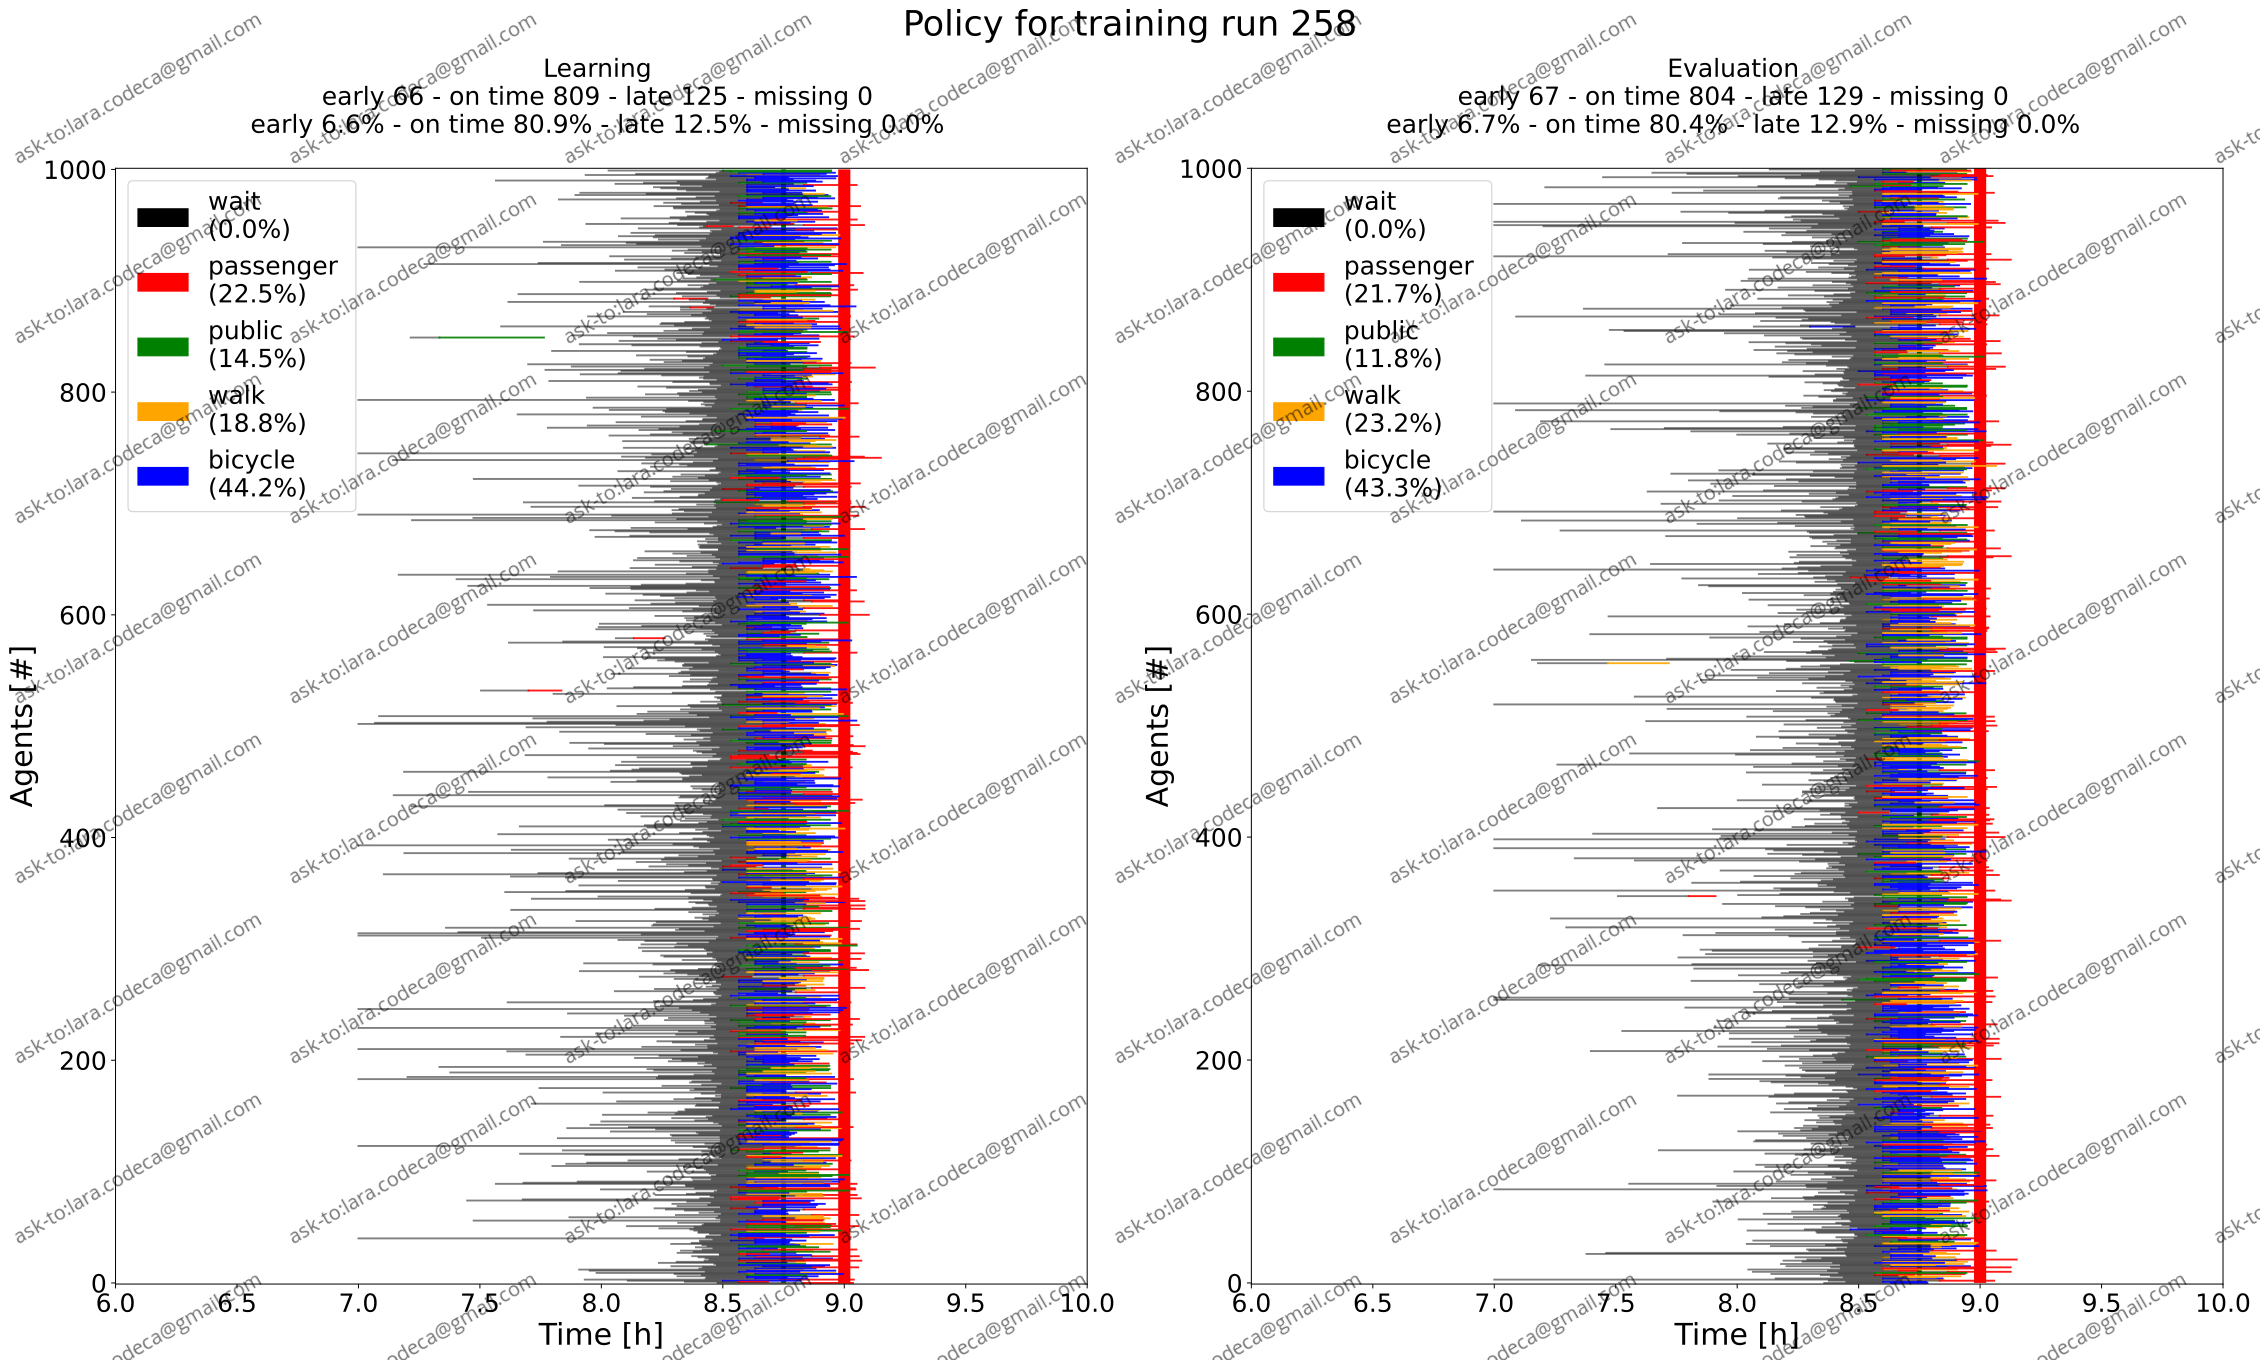 Policy for training run 258
Learning
early 66 - on time 809 - late 125 - missing 0
early 6.6% - on time 80.9% - late 12.5% - missing 0.0%
1000
800
600
400
200
0
Agents [#]
wait
(0.0%)
passenger
(22.5%)
public
(14.5%)
walk
(18.8%)
bicycle
(44.2%)
6.0 6.5 7.0 7.5 8.0 8.5 9.0 9.5 10.0
Time [h]
Evaluation
early 67 - on time 804 - late 129 - missing 0
early 6.7% - on time 80.4% - late 12.9% - missing 0.0%
1000
800
600
400
200
0
Agents [#]
wait
(0.0%)
passenger
(21.7%)
public
(11.8%)
walk
(23.2%)
bicycle
(43.3%)
6.0 6.5 7.0 7.5 8.0 8.5 9.0 9.5 10.0
Time [h]
ask-to:lara.codeca@gmail.com